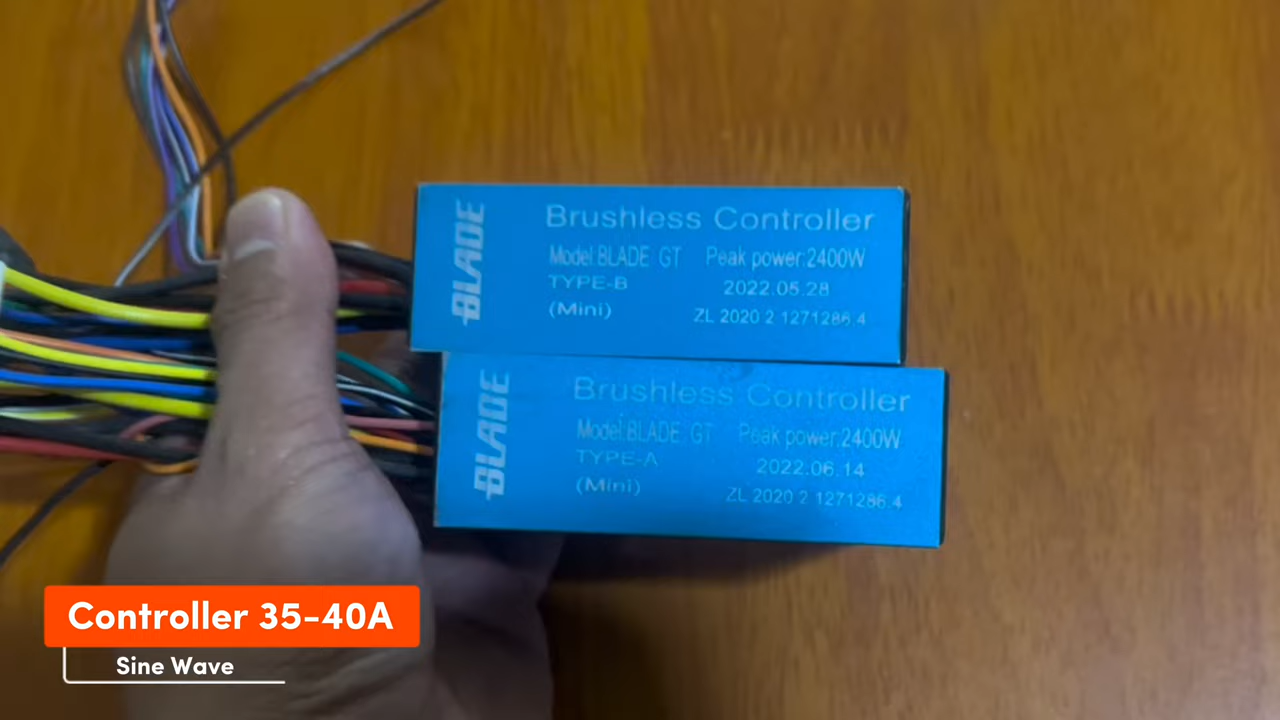 BLADE
Brushless Controller
Model:BLADE GT Peak power:2400W
TYPE-B 2022.05.28
(Mini) ZL 2020 2 1271286.4
BLADE
Brushless Controller
Model:BLADE GT Peak power:2400W
TYPE-A 2022.06.14
(Mini) ZL 2020 2 1271286.4
Controller 35-40A
Sine Wave